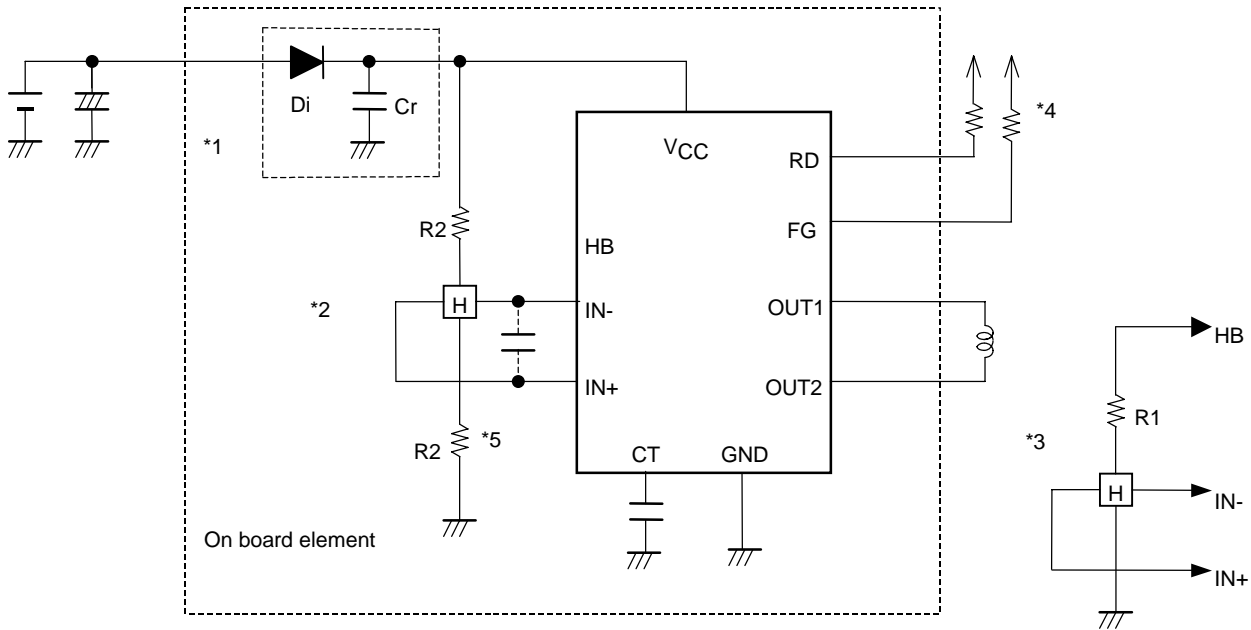 Di
Cr
*1
*4
VCC
RD
R2
FG
HB
*2
H
IN-
OUT1
HB
IN+
OUT2
R1
R2
*5
*3
CT
GND
H
IN-
On board element
IN+